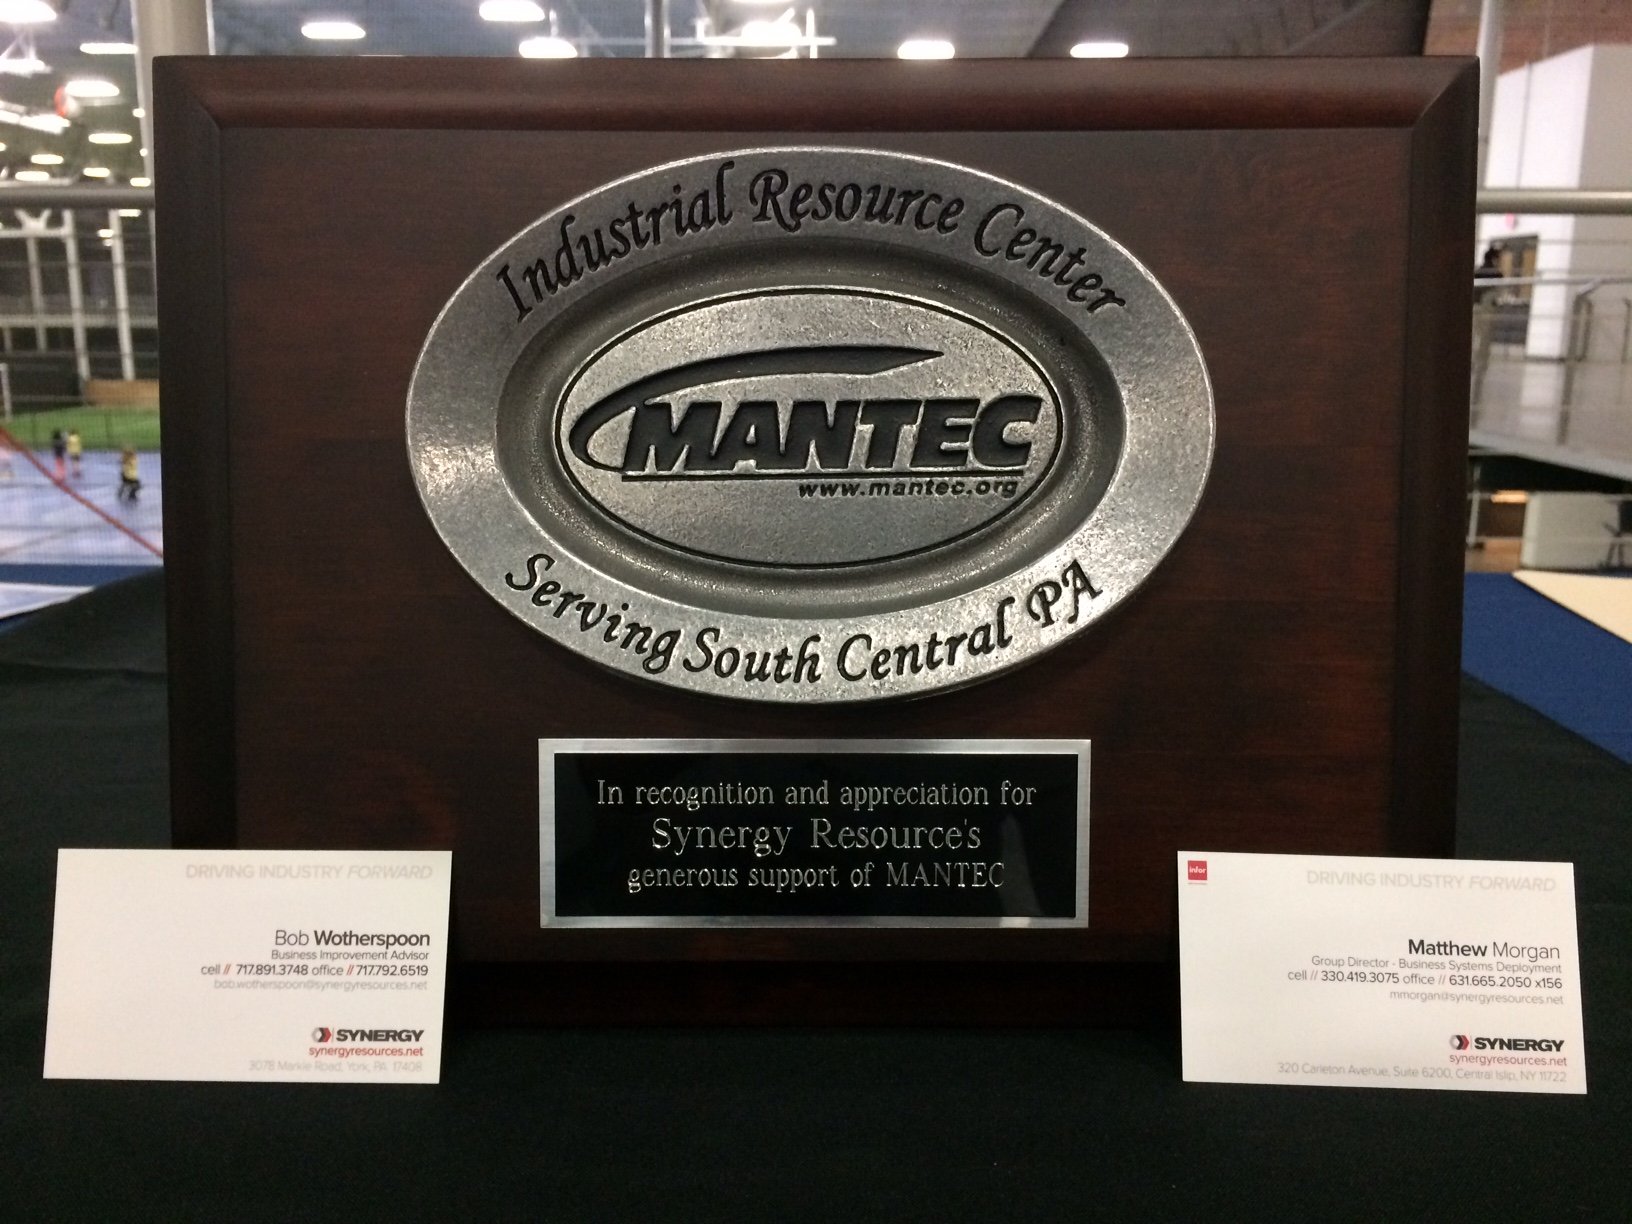 Industrial Resource Center
MANTEC
www.mantec.org
Serving South Central PA
In recognition and appreciation for
Synergy Resource's
generous support of MANTEC
DRIVING INDUSTRY FORWARD
Bob Wotherspoon
Business Improvement Advisor
cell // 717.891.3748 office // 717.792.6519
bob.wotherspoon@synergyresources.net
SYNERGY
synergyresources.net
3078 Markle Road, York, PA 17408
infor
DRIVING INDUSTRY FORWARD
Matthew Morgan
Group Director - Business Systems Deployment
cell // 330.419.3075 office // 631.665.2050 x156
mmorgan@synergyresources.net
SYNERGY
synergyresources.net
320 Carleton Avenue, Suite 6200, Central Islip, NY 11722